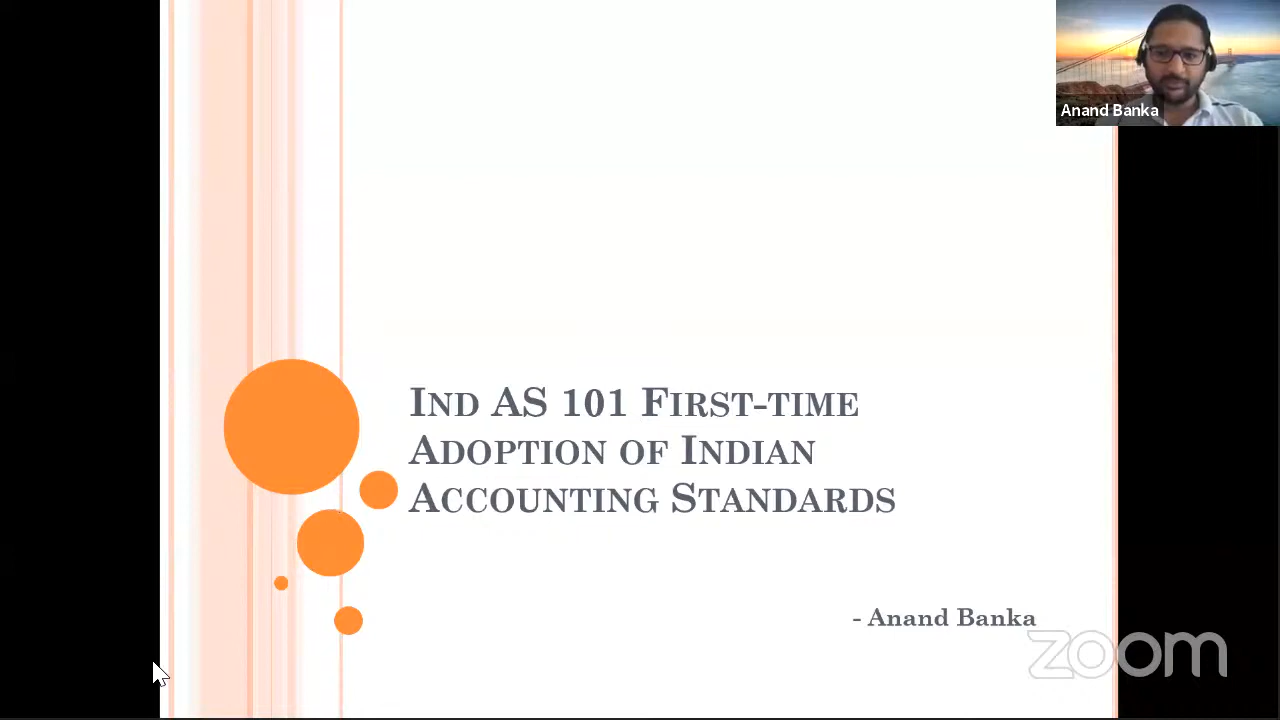 Anand Banka
Ind AS 101 First-time
Adoption of Indian
Accounting Standards
- Anand Banka
zoom